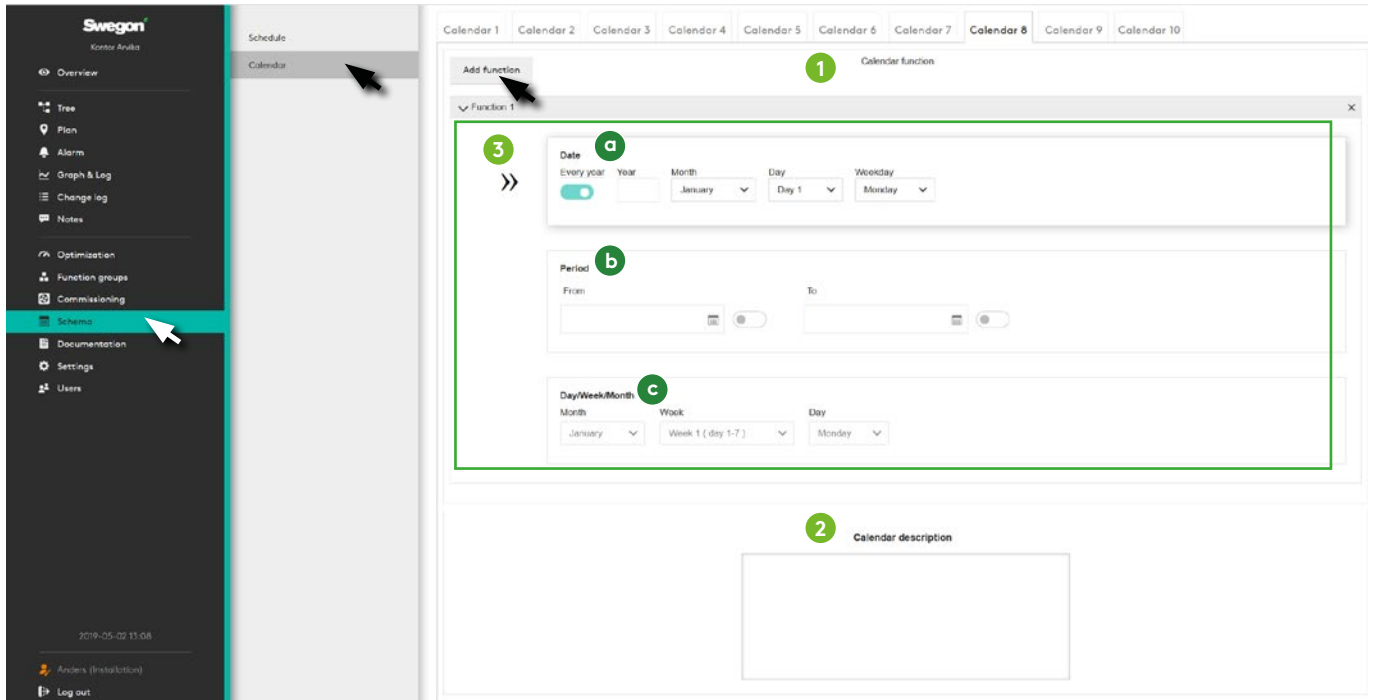 Swegon
Kontor Arvika
Overview
Tree
Plan
Alarm
Graph & Log
Change log
Notes
Optimization
Function groups
Commissioning
Schema
Documentation
Settings
Users
2019-05-02 13:08
Anders (Installation)
Log out
Schedule
Calendar
Calendar 1 Calendar 2 Calendar 3 Calendar 4 Calendar 5 Calendar 6 Calendar 7 Calendar 8 Calendar 9 Calendar 10
Add function
1 Calendar function
Function 1
3
Date a
Every year Year Month Day Weekday
January Day 1 Monday
Period b
From To
Day/Week/Month c
Month Week Day
January Week 1 ( day 1-7 ) Monday
2 Calendar description